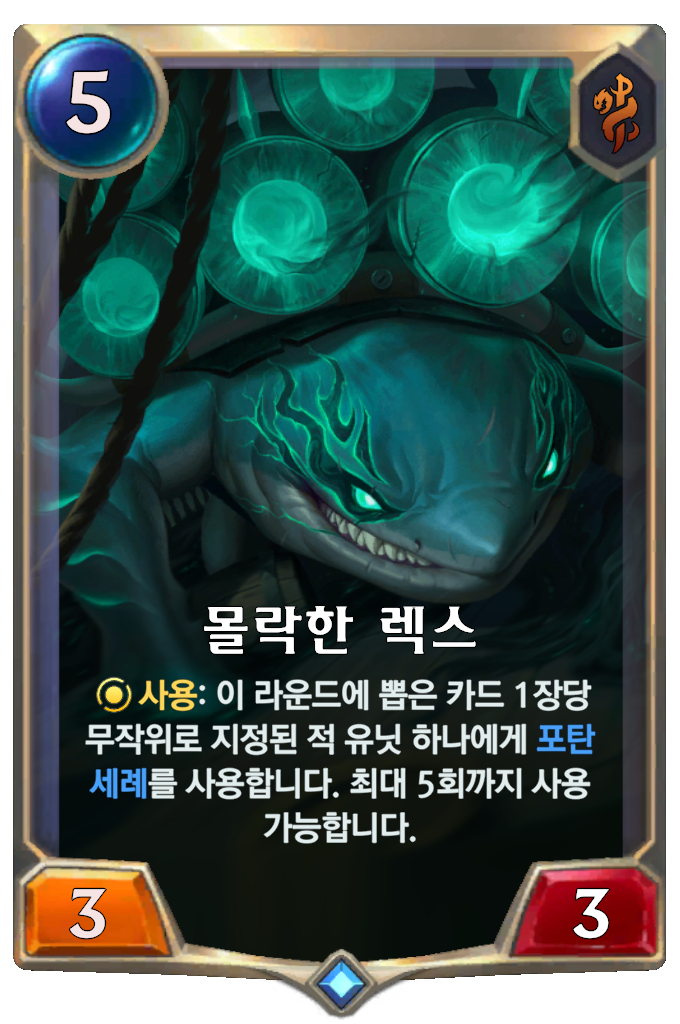 5
몰락한 렉스
사용: 이 라운드에 뽑은 카드 1장당
무작위로 지정된 적 유닛 하나에게 포탄
세례를 사용합니다. 최대 5회까지 사용
가능합니다.
3
3